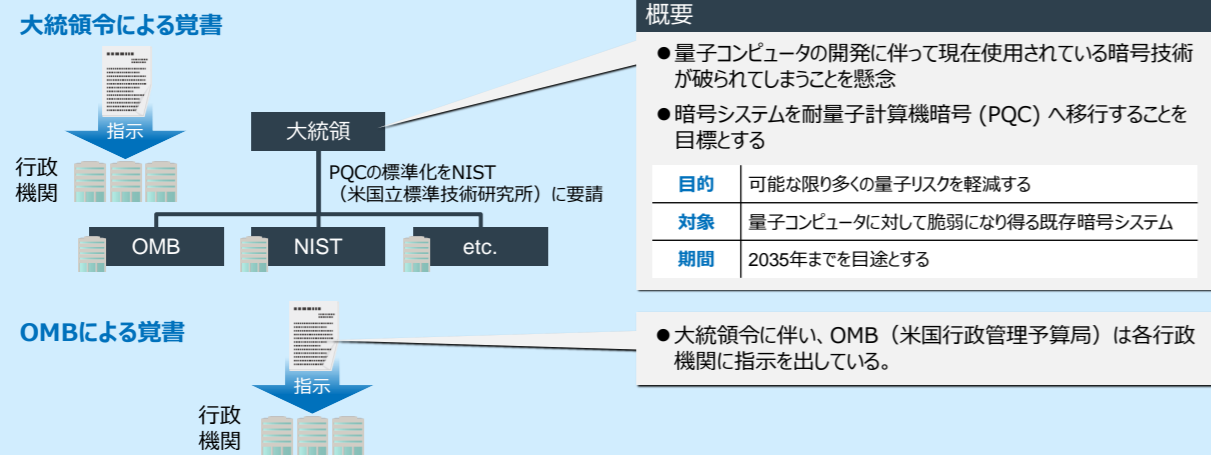 大統領令による覚書
指示
行政
機関
大統領
PQCの標準化をNIST
（米国立標準技術研究所）に要請
OMB
NIST
etc.
概要
●量子コンピュータの開発に伴って現在使用されている暗号技術
が破られてしまうことを懸念
●暗号システムを耐量子計算機暗号 (PQC) へ移行することを
目標とする
目的 可能な限り多くの量子リスクを軽減する
対象 量子コンピュータに対して脆弱になり得る既存暗号システム
期間 2035年までを目途とする
OMBによる覚書
指示
行政
機関
●大統領令に伴い、OMB（米国行政管理予算局）は各行政
機関に指示を出している。